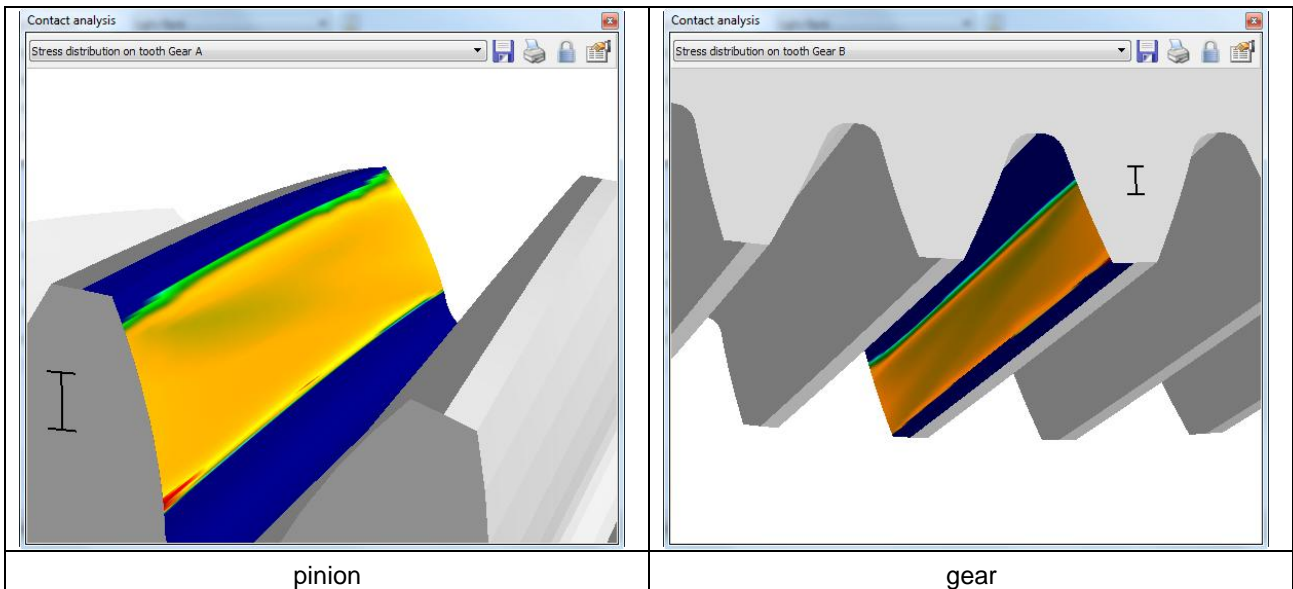 Contact analysis
Stress distribution on tooth Gear A
Contact analysis
Stress distribution on tooth Gear B
pinion
gear